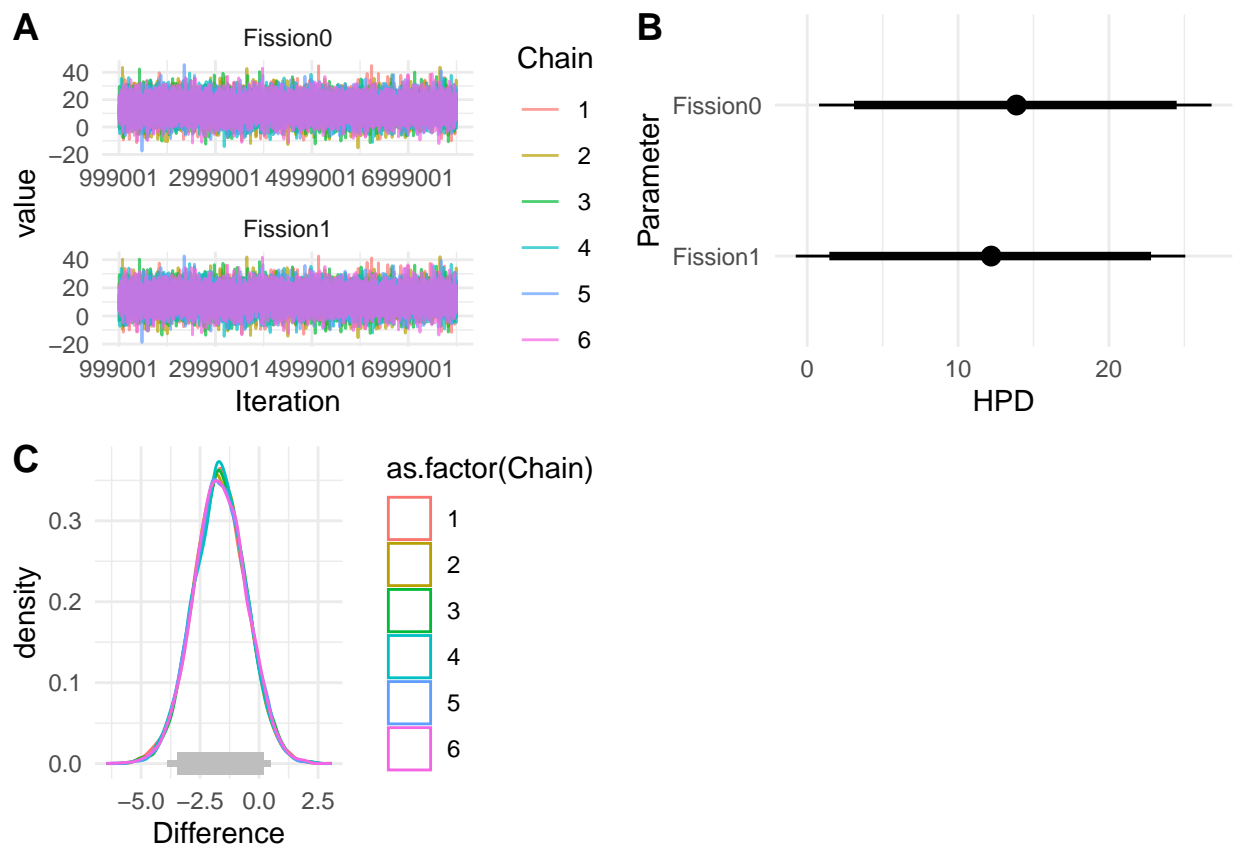 A
Fission0
40
20
0
−20
999001 2999001 4999001 6999001
Fission1
40
20
0
−20
999001 2999001 4999001 6999001
value
Iteration
Chain
1
2
3
4
5
6
B
Parameter
Fission0
Fission1
0 10 20
HPD
C
density
0.3
0.2
0.1
0.0
−5.0 −2.5 0.0 2.5
Difference
as.factor(Chain)
1
2
3
4
5
6